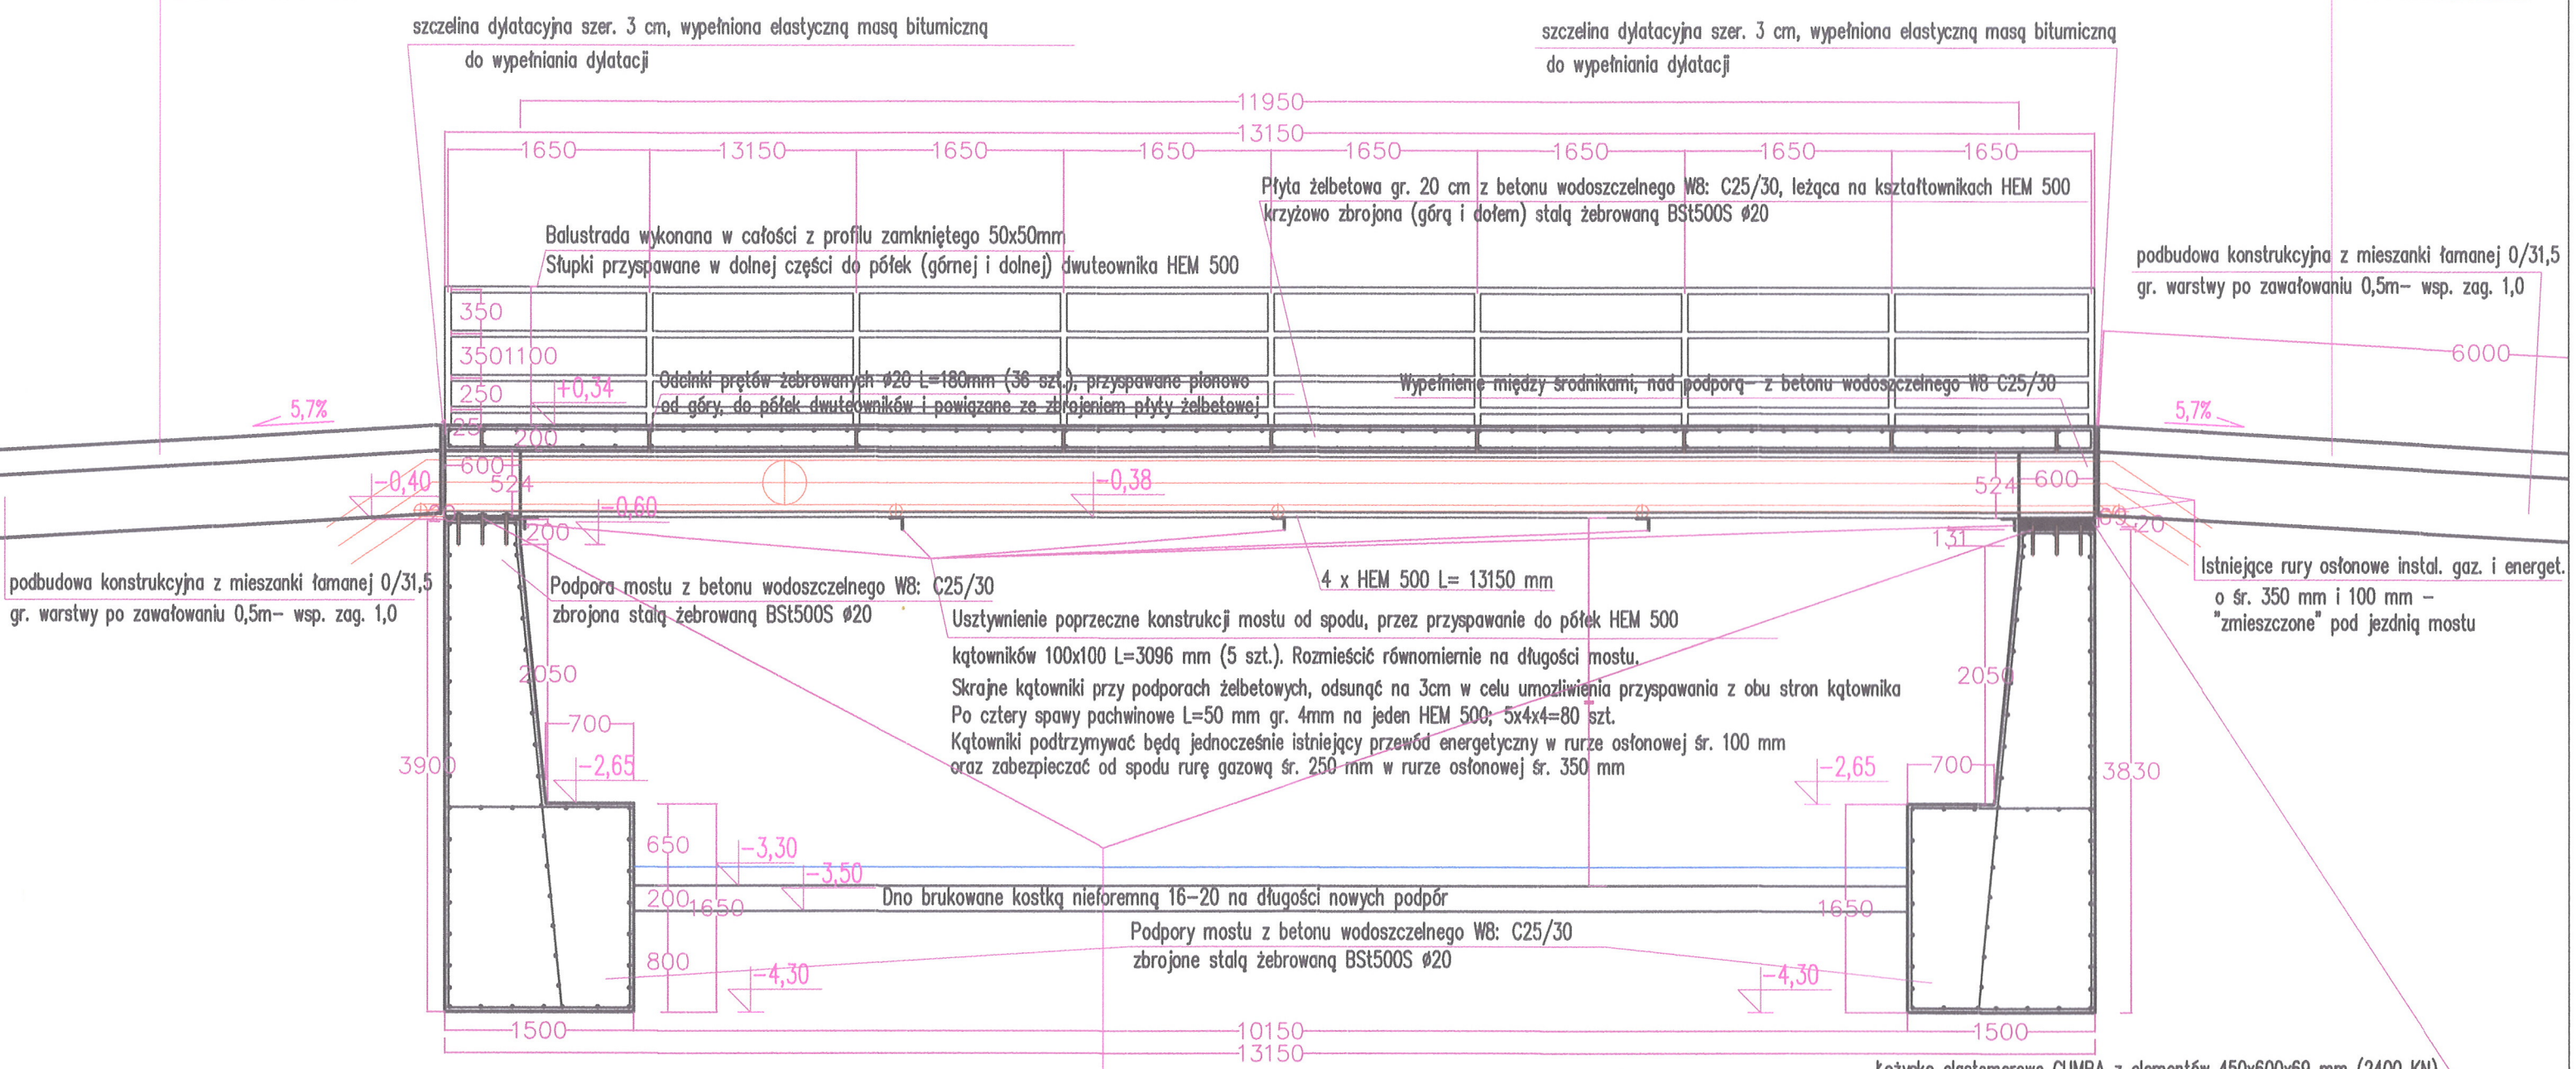 szczelina dylatacyjna szer. 3 cm, wypełniona elastyczną masą bitumiczną
do wypełniania dylatacji
szczelina dylatacyjna szer. 3 cm, wypełniona elastyczną masą bitumiczną
do wypełniania dylatacji
11950
13150
1650 13150 1650 1650 1650 1650 1650 1650
Płyta żelbetowa gr. 20 cm z betonu wodoszczelnego W8: C25/30, leżąca na kształtownikach HEM 500
krzyżowo zbrojona (górą i dołem) stalą żebrowaną BSt500S ø20
Balustrada wykonana w całości z profilu zamkniętego 50x50mm
Słupki przyspawane w dolnej części do półek (górnej i dolnej) dwuteownika HEM 500
podbudowa konstrukcyjna z mieszanki łamanej 0/31,5
gr. warstwy po zawałowaniu 0,5m- wsp. zag. 1,0
350
350 1100
6000
250
+0,34
Odcinki prętów żebrowanych ø20 L=180mm (36 szt.), przyspawane pionowo
od góry, do półek dwuteowników i powiązane ze zbrojeniem płyty żelbetowej
Wypełnienie między środnikami, nad podporą- z betonu wodoszczelnego W8 C25/30
5,7%
5,7%
25
200
600
524
-0,40
-0,38
524
600
-0,60
200
131
20
podbudowa konstrukcyjna z mieszanki łamanej 0/31,5
gr. warstwy po zawałowaniu 0,5m- wsp. zag. 1,0
Podpora mostu z betonu wodoszczelnego W8: C25/30
zbrojona stalą żebrowaną BSt500S ø20
4 x HEM 500 L= 13150 mm
Istniejące rury osłonowe instal. gaz. i energet.
o śr. 350 mm i 100 mm -
"zmieszczone" pod jezdnią mostu
Usztywnienie poprzeczne konstrukcji mostu od spodu, przez przyspawanie do półek HEM 500
kątowników 100x100 L=3096 mm (5 szt.). Rozmieścić równomiernie na długości mostu.
Skrajne kątowniki przy podporach żelbetowych, odsunąć na 3cm w celu umozliwienia przyspawania z obu stron kątownika
Po cztery spawy pachwinowe L=50 mm gr. 4mm na jeden HEM 500; 5x4x4=80 szt.
Kątowniki podtrzymywać będą jednocześnie istniejący przewód energetyczny w rurze osłonowej śr. 100 mm
oraz zabezpieczać od spodu rurę gazową śr. 250 mm w rurze osłonowej śr. 350 mm
2050
2050
700
700
3900
3830
-2,65
-2,65
650
-3,30
-3,50
200 1650
1650
Dno brukowane kostką nieforemną 16-20 na długości nowych podpór
Podpory mostu z betonu wodoszczelnego W8: C25/30
zbrojone stalą żebrowaną BSt500S ø20
800
-4,30
-4,30
1500
10150
1500
13150
Łożysko elastomerowe GUMBA z elementów 450x600x69 mm (2400 KN)